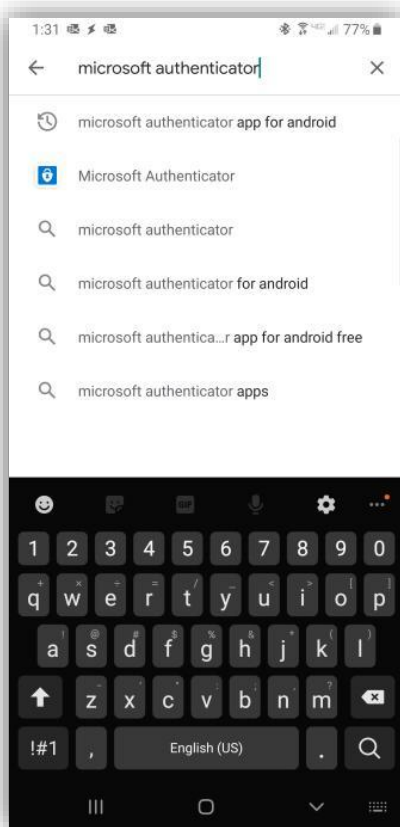 1:31 77%
microsoft authenticator
microsoft authenticator app for android
Microsoft Authenticator
microsoft authenticator
microsoft authenticator for android
microsoft authentica...r app for android free
microsoft authenticator apps
GIF
1 2 3 4 5 6 7 8 9 0
q w e r t y u i o p
a s d f g h j k l
z x c v b n m
!#1 , English (US) .